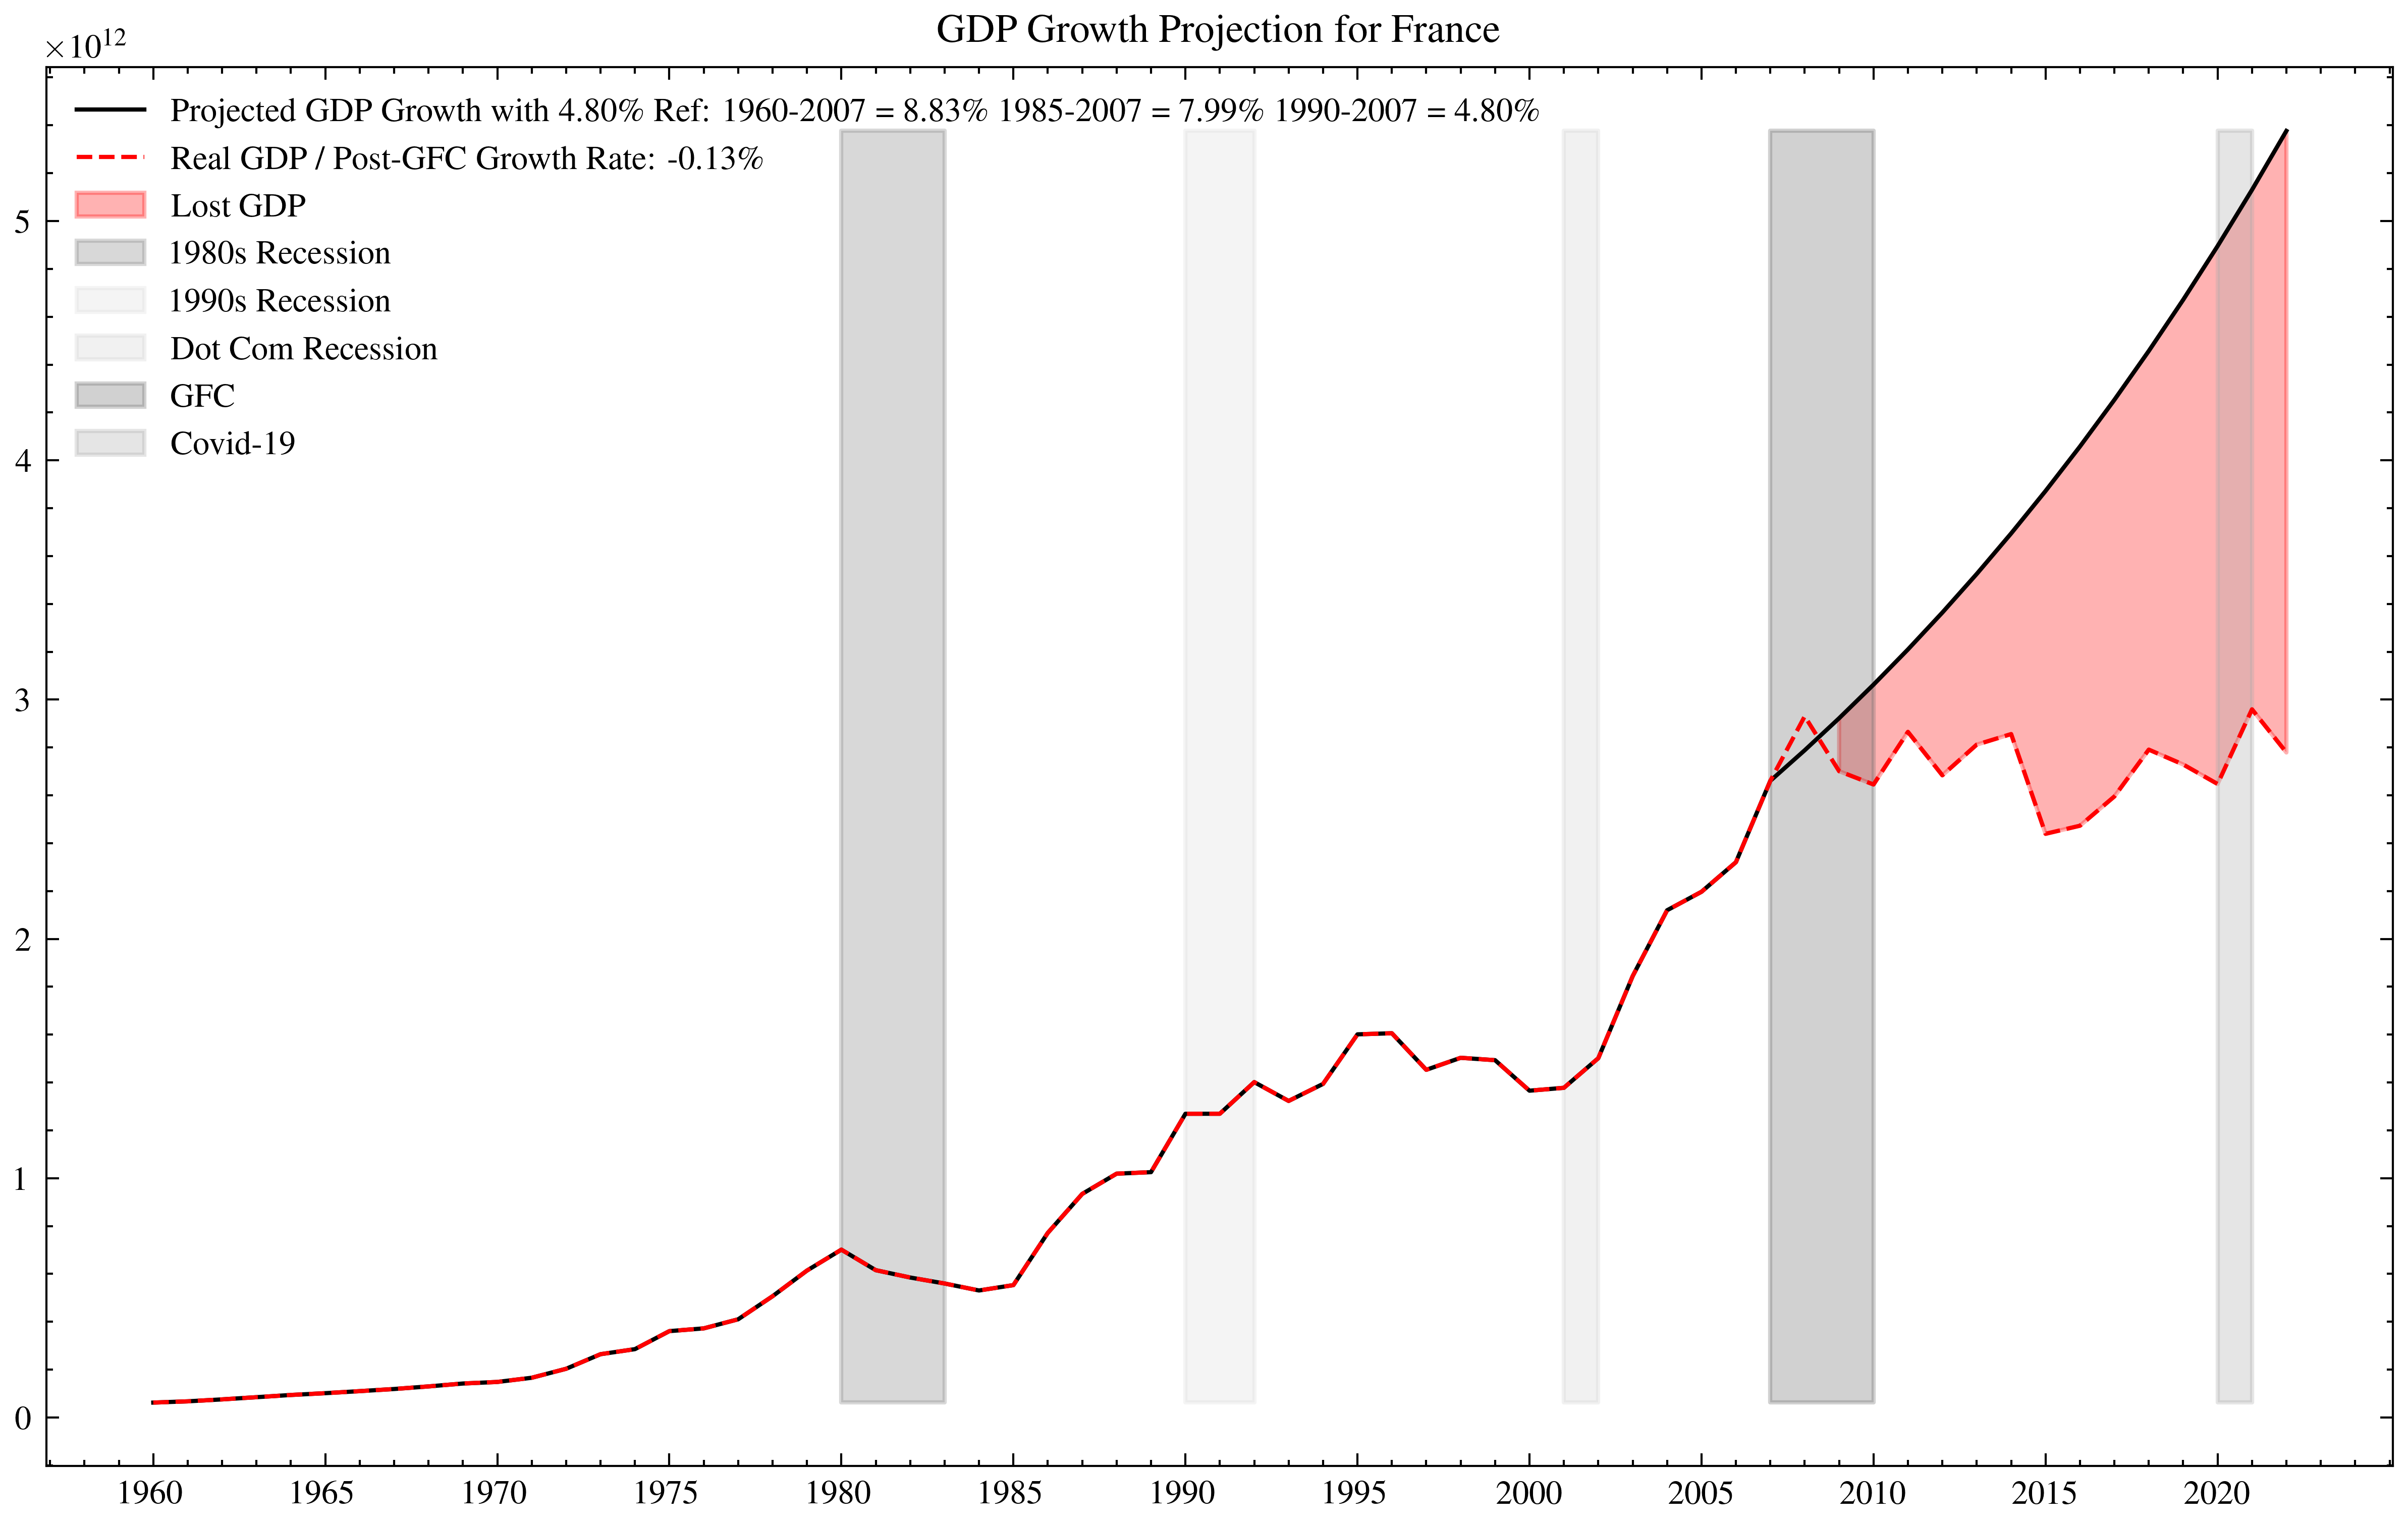 GDP Growth Projection for France
×10¹²
Projected GDP Growth with 4.80% Ref: 1960-2007 = 8.83% 1985-2007 = 7.99% 1990-2007 = 4.80%
Real GDP / Post-GFC Growth Rate: -0.13%
Lost GDP
1980s Recession
1990s Recession
Dot Com Recession
GFC
Covid-19
5
4
3
2
1
0
1960 1965 1970 1975 1980 1985 1990 1995 2000 2005 2010 2015 2020